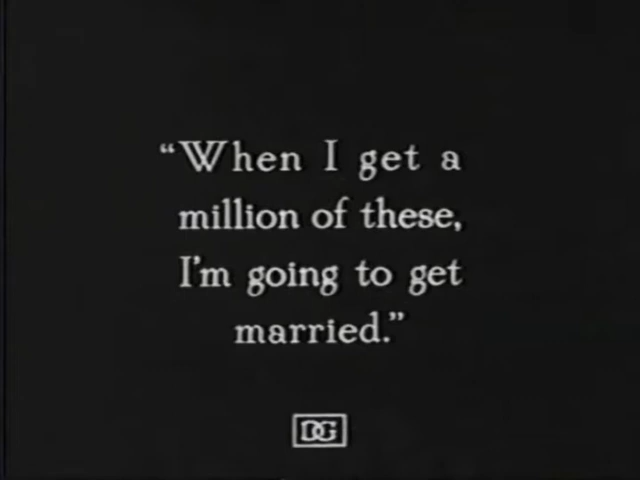 “When I get a
million of these,
I'm going to get
married.”
DG